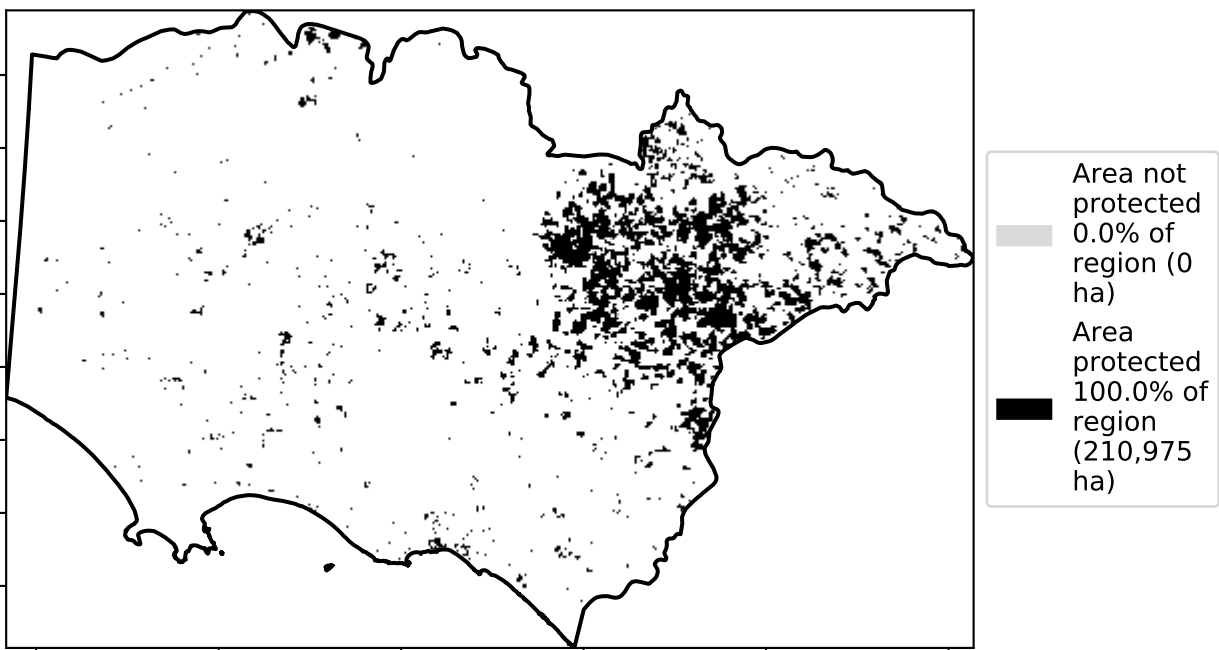 Area not
protected
0.0% of
region (0
ha)
Area
protected
100.0% of
region
(210,975
ha)